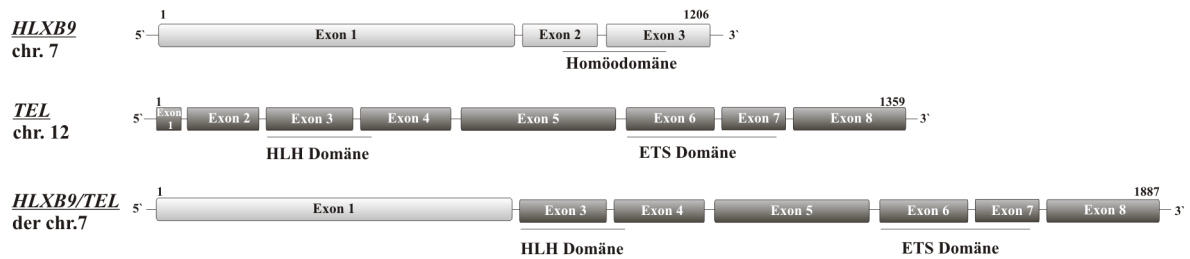 1 1206
HLXB9 5` Exon 1 Exon 2 Exon 3 3`
chr. 7
Homöodomäne
1 1359
TEL 5` Exon 1 Exon 2 Exon 3 Exon 4 Exon 5 Exon 6 Exon 7 Exon 8 3`
chr. 12
HLH Domäne ETS Domäne
1 1887
HLXB9/TEL 5` Exon 1 Exon 3 Exon 4 Exon 5 Exon 6 Exon 7 Exon 8 3`
der chr.7
HLH Domäne ETS Domäne